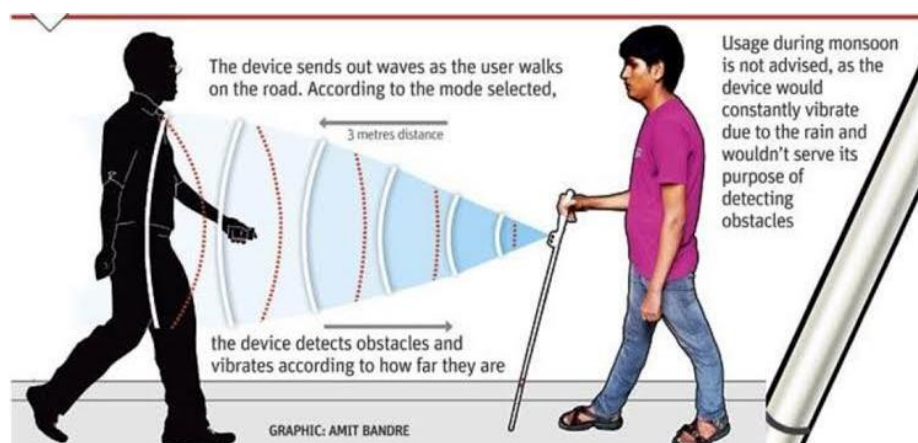 The device sends out waves as the user walks
on the road. According to the mode selected,
3 metres distance
the device detects obstacles and
vibrates according to how far they are
Usage during monsoon
is not advised, as the
device would
constantly vibrate
due to the rain and
wouldn't serve its
purpose of
detecting
obstacles
GRAPHIC: AMIT BANDRE